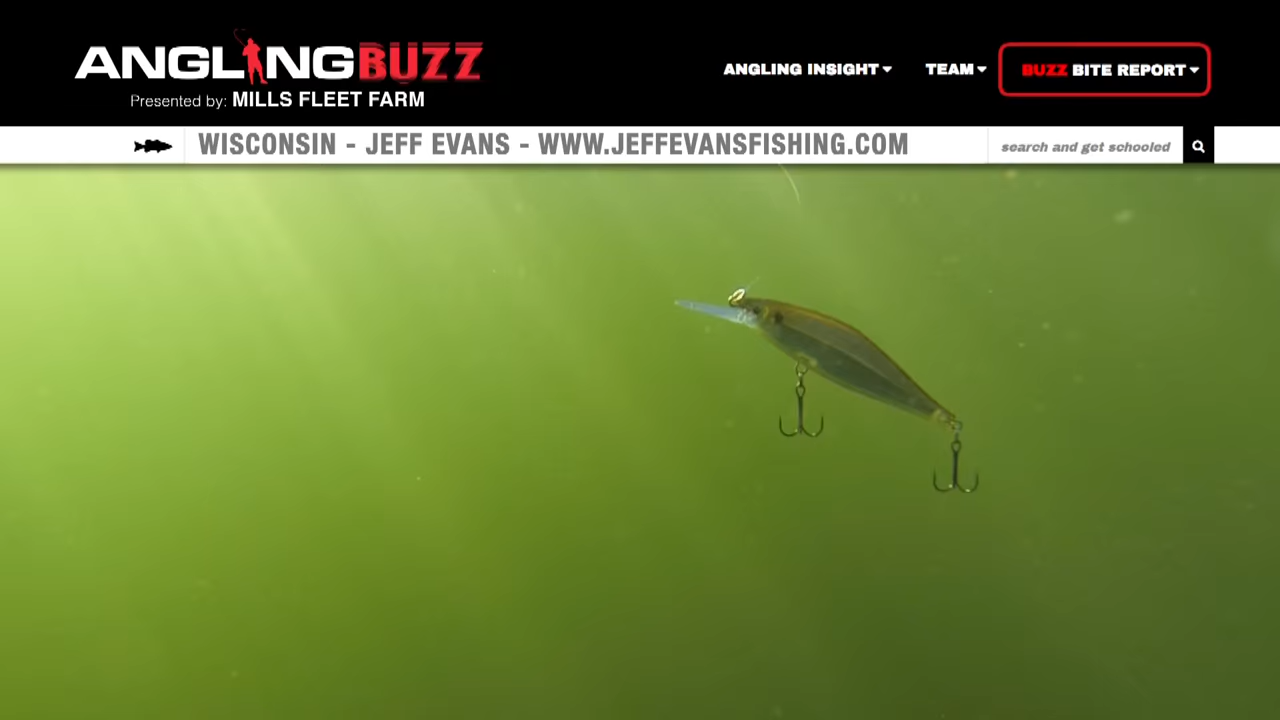 ANGLINGBUZZ
Presented by: MILLS FLEET FARM
ANGLING INSIGHT
TEAM
BUZZ BITE REPORT
WISCONSIN - JEFF EVANS - WWW.JEFFEVANSFISHING.COM
search and get schooled